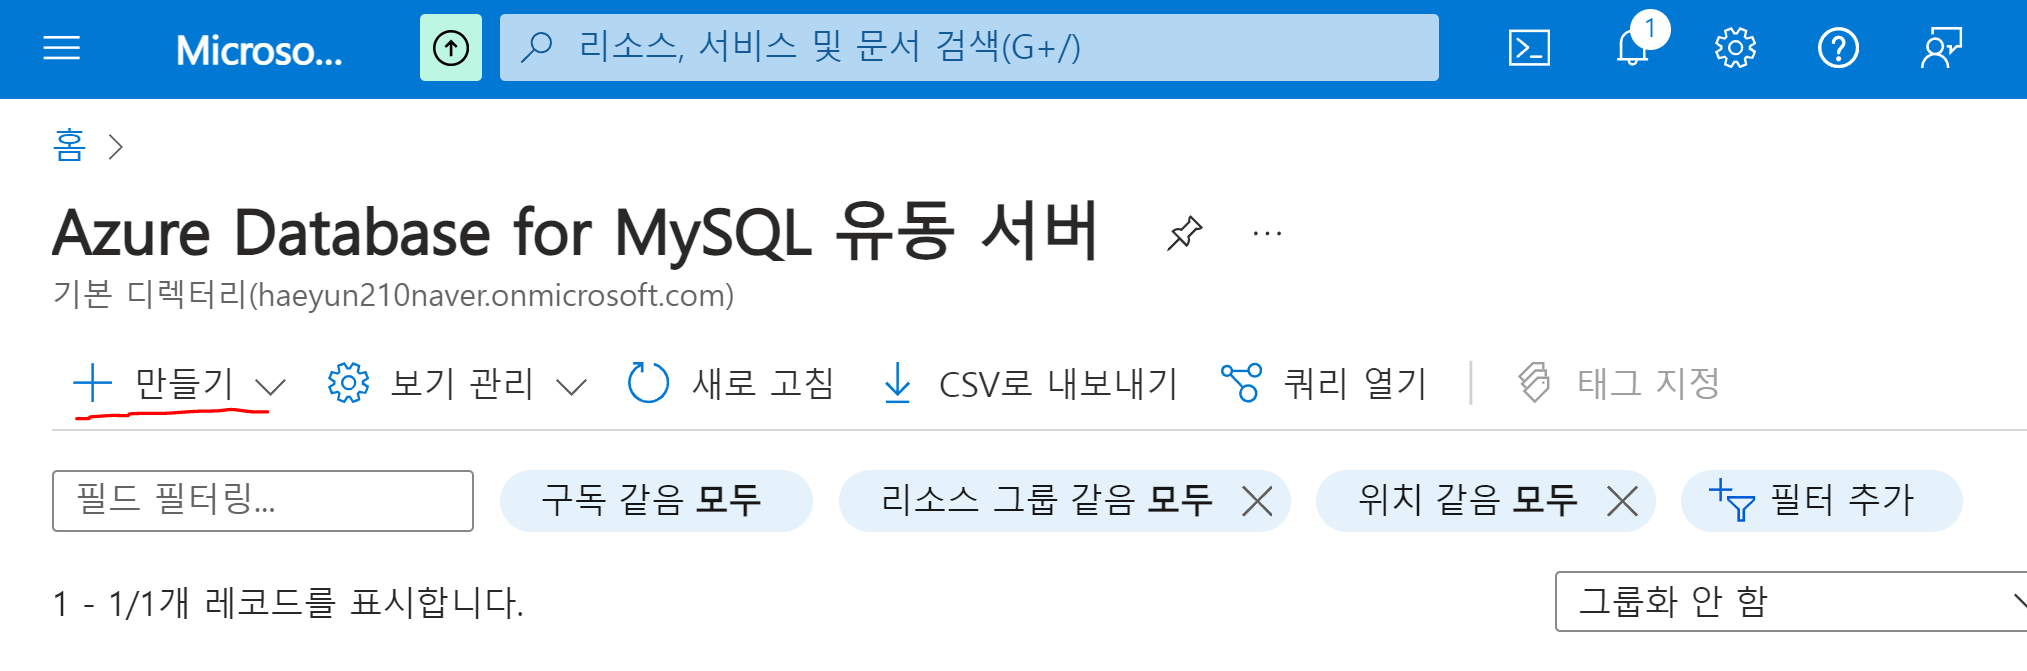 Microso...
리소스, 서비스 및 문서 검색(G+/)
1
홈
Azure Database for MySQL 유동 서버
...
기본 디렉터리(haeyun210naver.onmicrosoft.com)
만들기 보기 관리 새로 고침 CSV로 내보내기 쿼리 열기 태그 지정
필드 필터링... 구독 같음 모두 리소스 그룹 같음 모두 위치 같음 모두 필터 추가
1 - 1/1개 레코드를 표시합니다.
그룹화 안 함